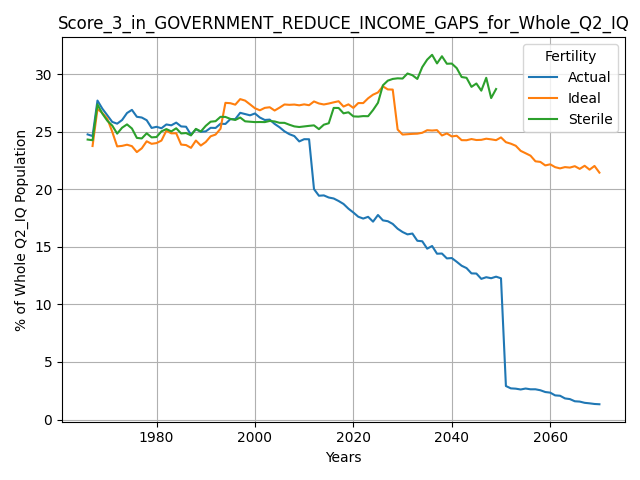 Score_3_in_GOVERNMENT_REDUCE_INCOME_GAPS_for_Whole_Q2_IQ
Fertility
Actual
Ideal
Sterile
% of Whole Q2_IQ Population
30
25
20
15
10
5
0
1980
2000
2020
2040
2060
Years